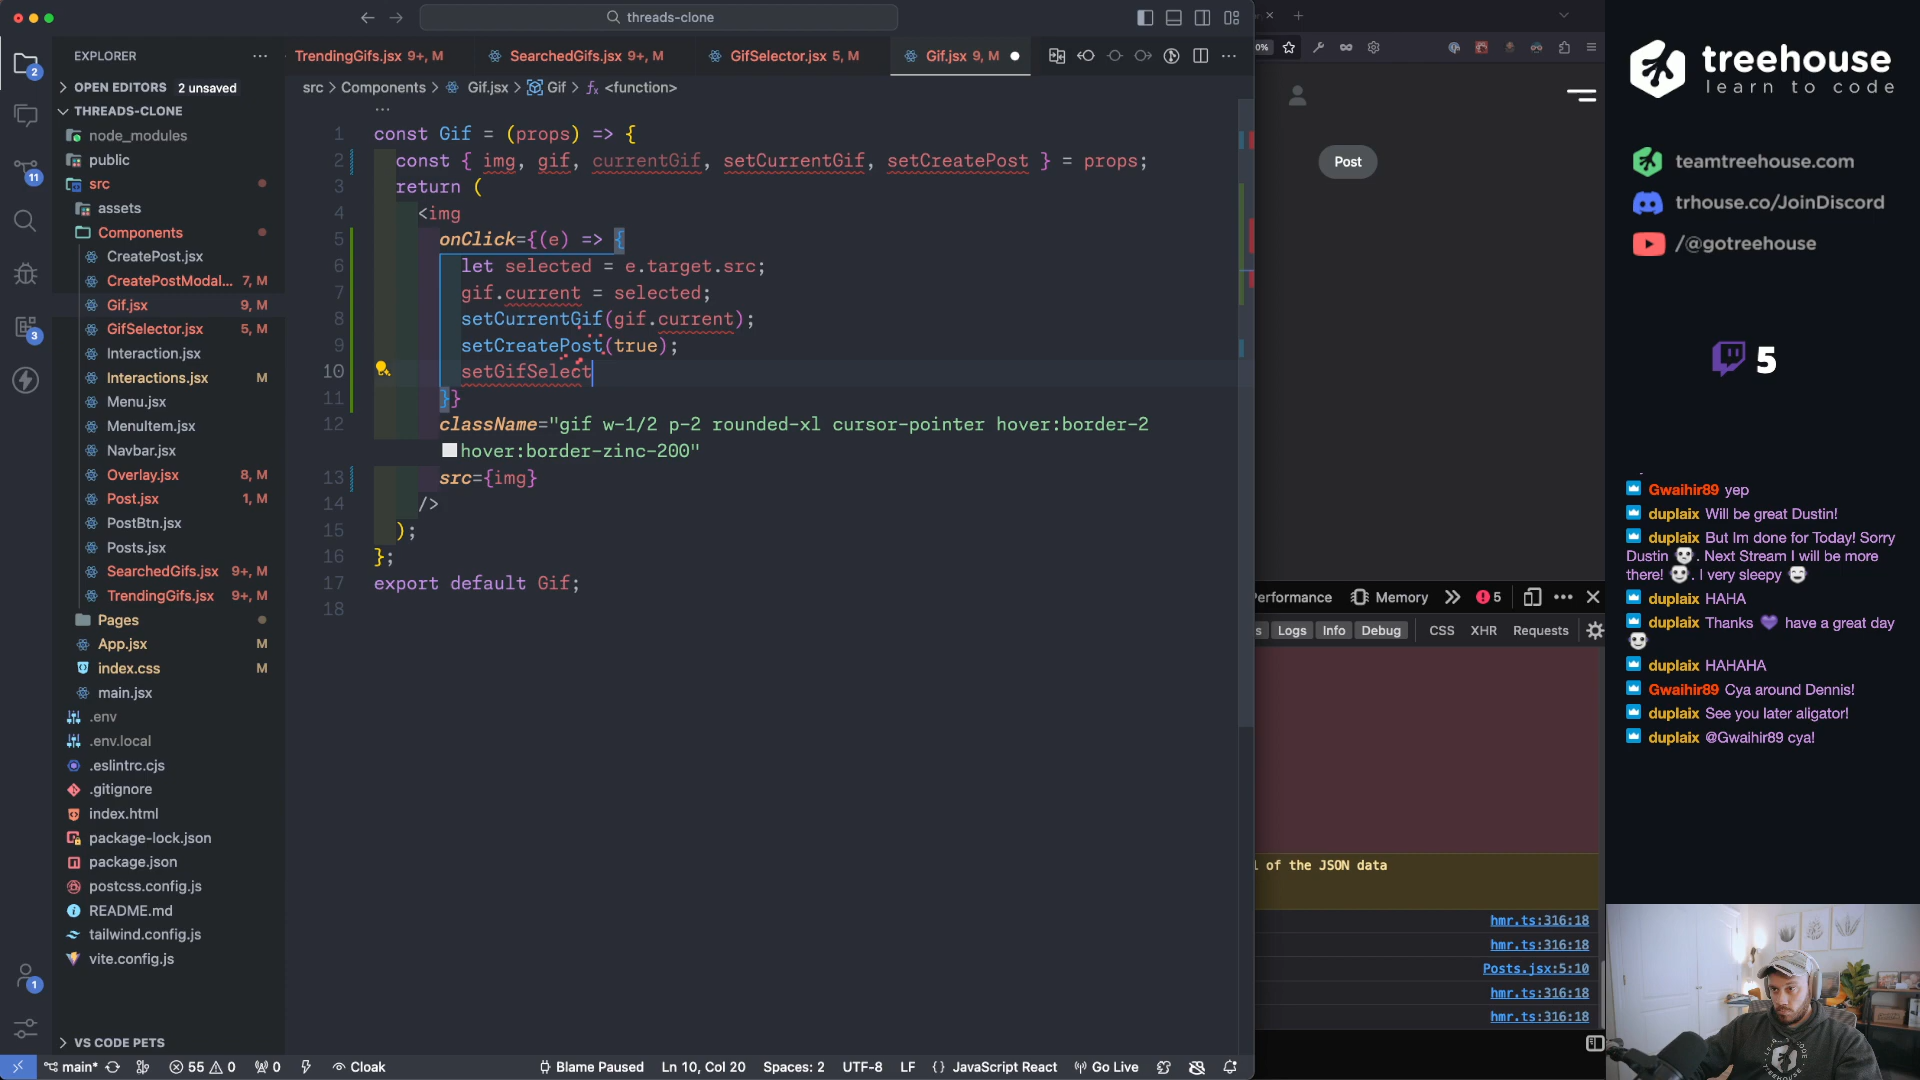 threads-clone
EXPLORER
OPEN EDITORS 2 unsaved
THREADS-CLONE
node_modules
public
src
assets
Components
CreatePost.jsx
CreatePostModal... 7, M
Gif.jsx 9, M
GifSelector.jsx 5, M
Interaction.jsx
Interactions.jsx M
Menu.jsx
MenuItem.jsx
Navbar.jsx
Overlay.jsx 8, M
Post.jsx 1, M
PostBtn.jsx
Posts.jsx
SearchedGifs.jsx 9+, M
TrendingGifs.jsx 9+, M
Pages
App.jsx M
index.css M
main.jsx
.env
.env.local
.eslintrc.cjs
.gitignore
index.html
package-lock.json
package.json
postcss.config.js
README.md
tailwind.config.js
vite.config.js
VS CODE PETS
2
11
3
1
TrendingGifs.jsx 9+, M
SearchedGifs.jsx 9+, M
GifSelector.jsx 5, M
Gif.jsx 9, M
src > Components > Gif.jsx > Gif > <function>
1 const Gif = (props) => {
2 const { img, gif, currentGif, setCurrentGif, setCreatePost } = props;
3 return (
4 <img
5 onClick={(e) => {
6 let selected = e.target.src;
7 gif.current = selected;
8 setCurrentGif(gif.current);
9 setCreatePost(true);
10 setGifSelect
11 }}
12 className="gif w-1/2 p-2 rounded-xl cursor-pointer hover:border-2
hover:border-zinc-200"
13 src={img}
14 />
15 );
16 };
17 export default Gif;
18
main* 55 0 0 Cloak
Blame Paused Ln 10, Col 20 Spaces: 2 UTF-8 LF {} JavaScript React Go Live
0%
Post
Performance Memory 5
Logs Info Debug CSS XHR Requests
of the JSON data
hmr.ts:316:18
hmr.ts:316:18
Posts.jsx:5:10
hmr.ts:316:18
hmr.ts:316:18
treehouse
learn to code
teamtreehouse.com
trhouse.co/JoinDiscord
/@gotreehouse
5
Gwaihir89 yep
duplaix Will be great Dustin!
duplaix But Im done for Today! Sorry
Dustin . Next Stream I will be more
there! . I very sleepy
duplaix HAHA
duplaix Thanks 💜 have a great day
duplaix HAHAHA
Gwaihir89 Cya around Dennis!
duplaix See you later aligator!
duplaix @Gwaihir89 cya!